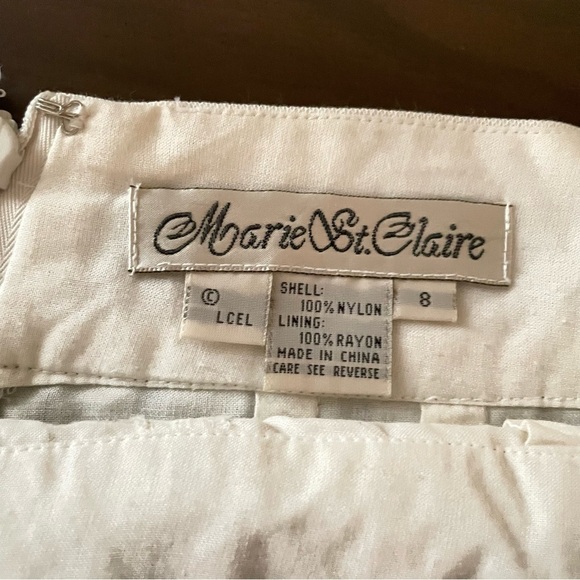 Marie St. Claire
©
LCEL
SHELL:
100% NYLON
LINING:
100% RAYON
MADE IN CHINA
CARE SEE REVERSE
8